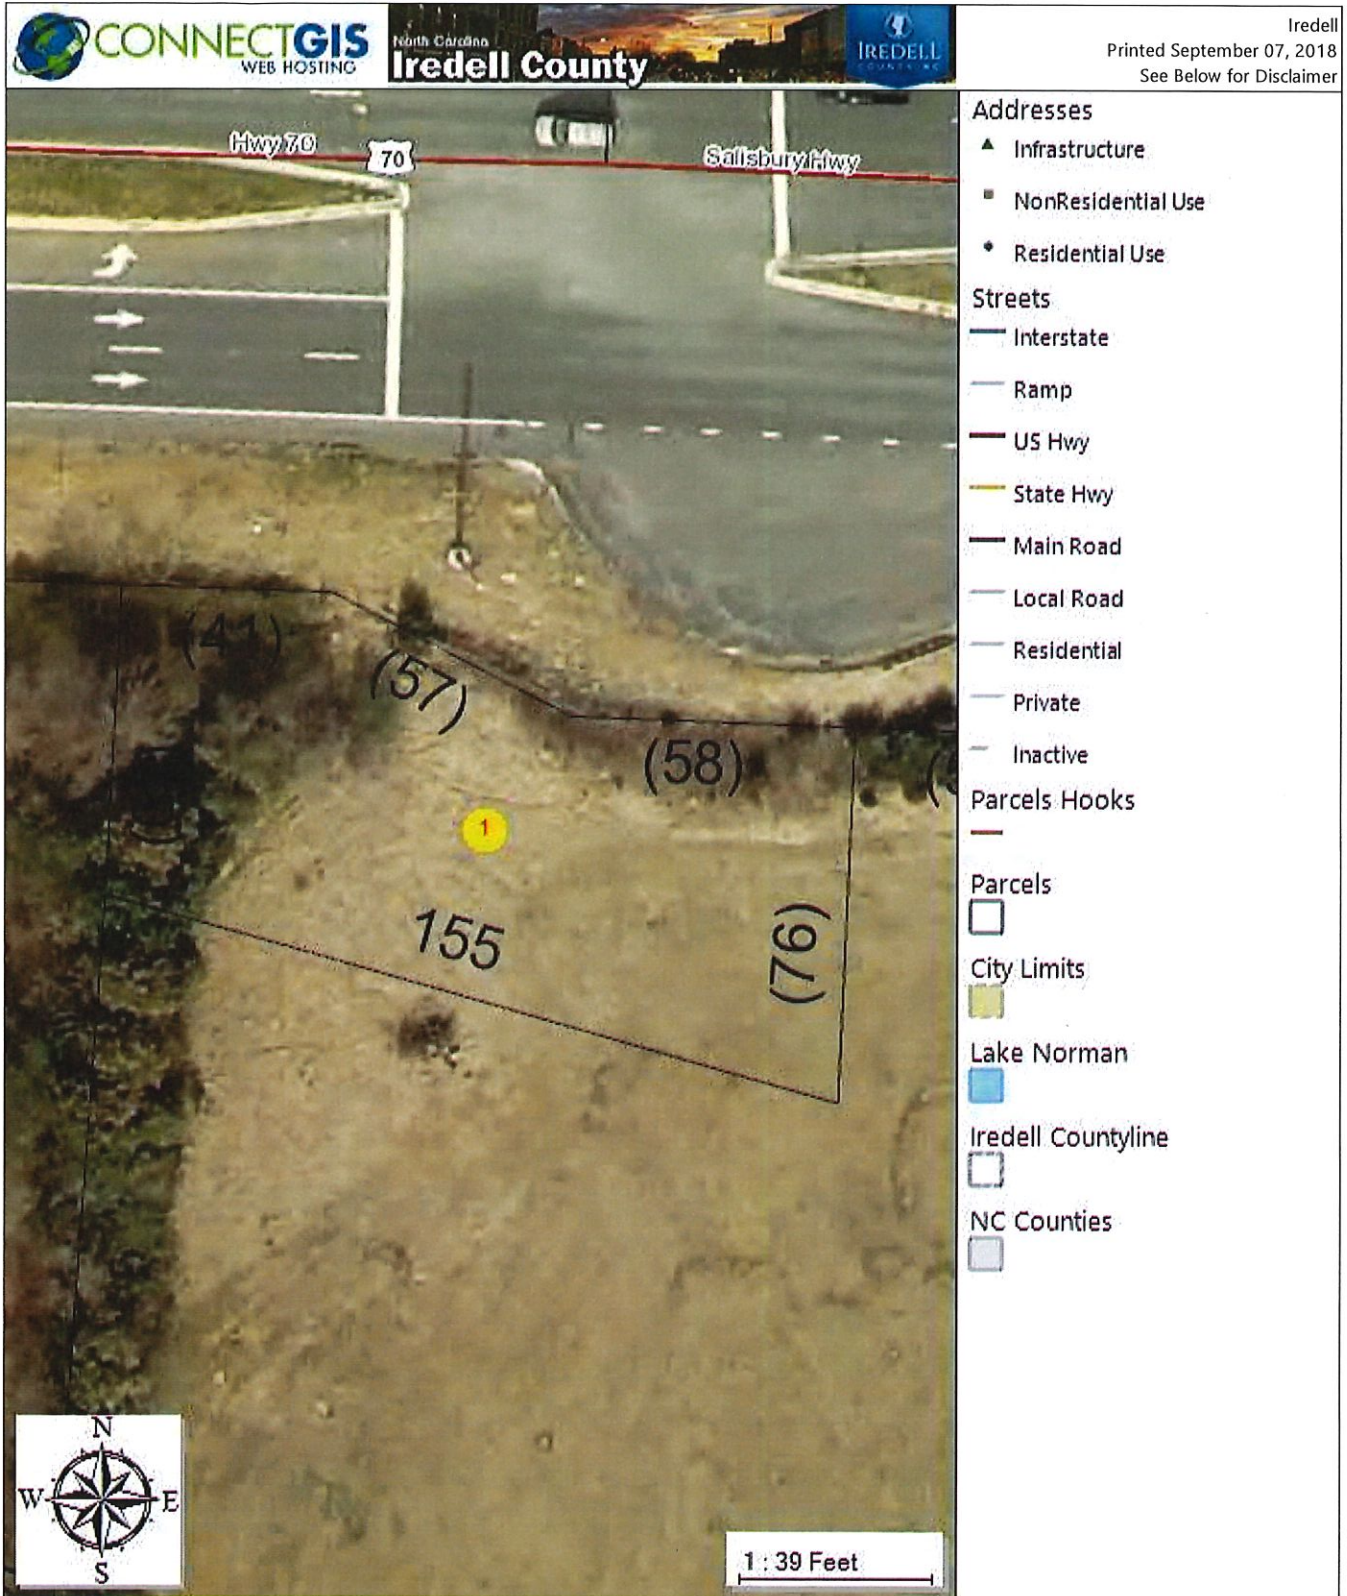 CONNECTGIS
WEB HOSTING
North Carolina
Iredell County
IREDELL
Iredell
Printed September 07, 2018
See Below for Disclaimer
Hwy 70
70
Salisbury Hwy
(41)
(57)
(58)
1
155
(76)
N
W
E
S
1 : 39 Feet
Addresses
Infrastructure
NonResidential Use
Residential Use
Streets
Interstate
Ramp
US Hwy
State Hwy
Main Road
Local Road
Residential
Private
Inactive
Parcels Hooks
Parcels
City Limits
Lake Norman
Iredell Countyline
NC Counties